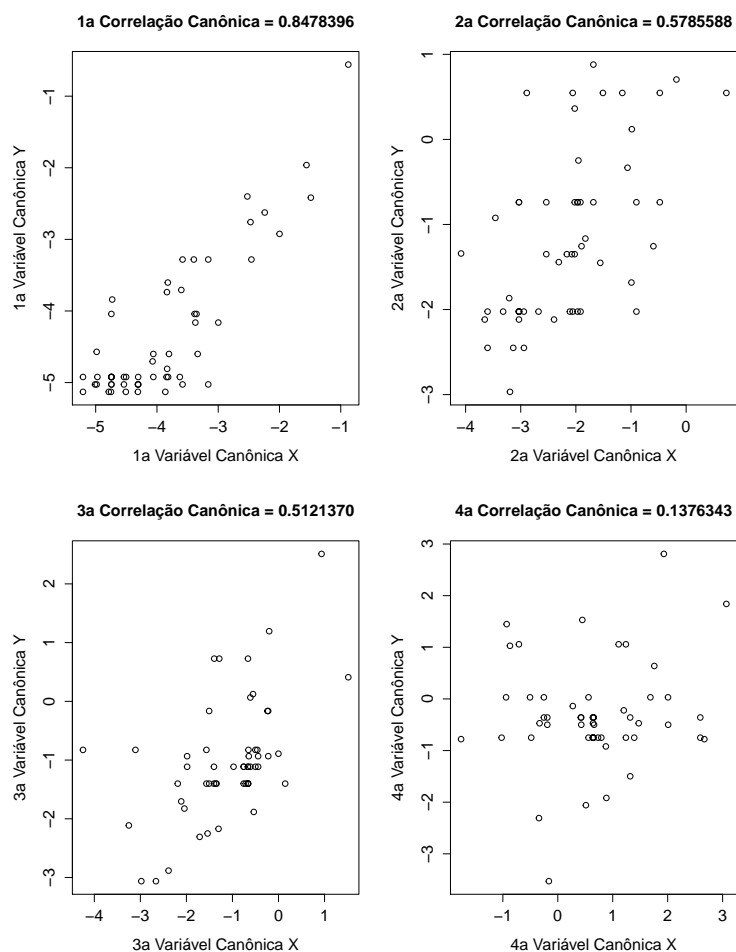 1a Correlação Canônica = 0.8478396
1a Variável Canônica Y
−1
−2
−3
−4
−5
−5 −4 −3 −2 −1
1a Variável Canônica X
2a Correlação Canônica = 0.5785588
2a Variável Canônica Y
1
0
−1
−2
−3
−4 −3 −2 −1 0
2a Variável Canônica X
3a Correlação Canônica = 0.5121370
3a Variável Canônica Y
2
1
0
−1
−2
−3
−4 −3 −2 −1 0 1
3a Variável Canônica X
4a Correlação Canônica = 0.1376343
4a Variável Canônica Y
3
2
1
0
−1
−2
−3
−1 0 1 2 3
4a Variável Canônica X